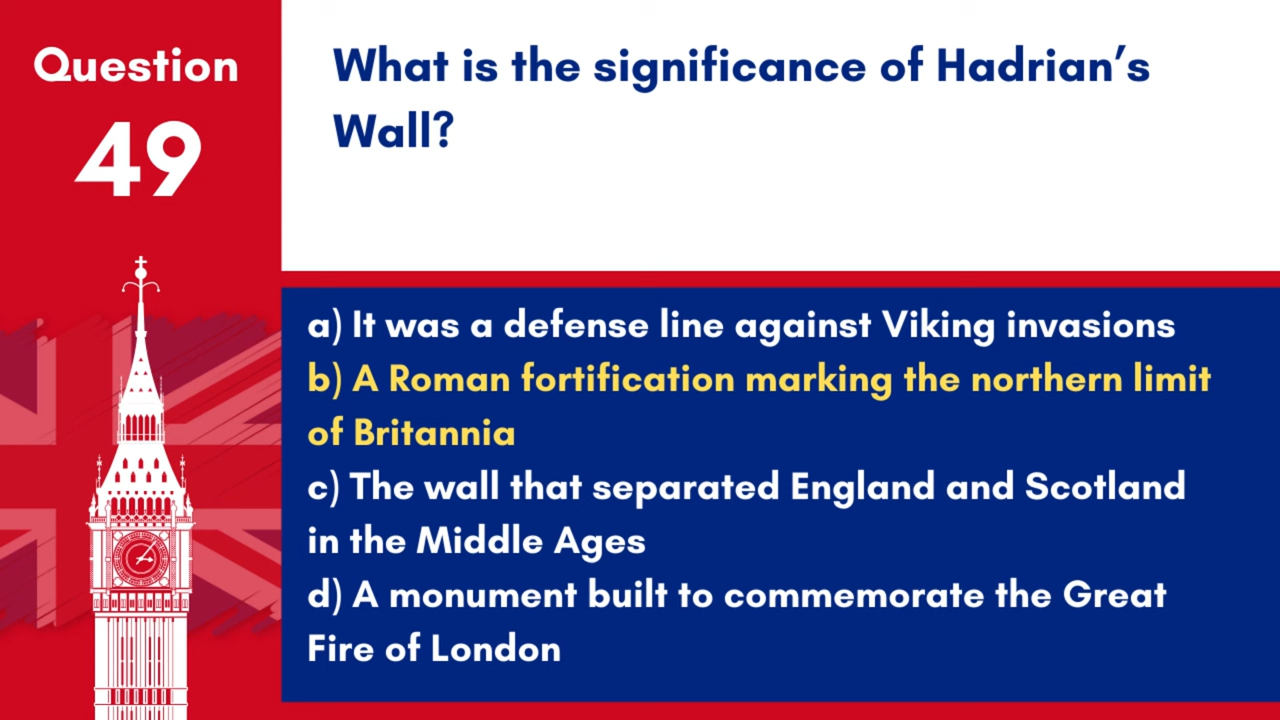 Question
49
What is the significance of Hadrian’s
Wall?
a) It was a defense line against Viking invasions
b) A Roman fortification marking the northern limit
of Britannia
c) The wall that separated England and Scotland
in the Middle Ages
d) A monument built to commemorate the Great
Fire of London